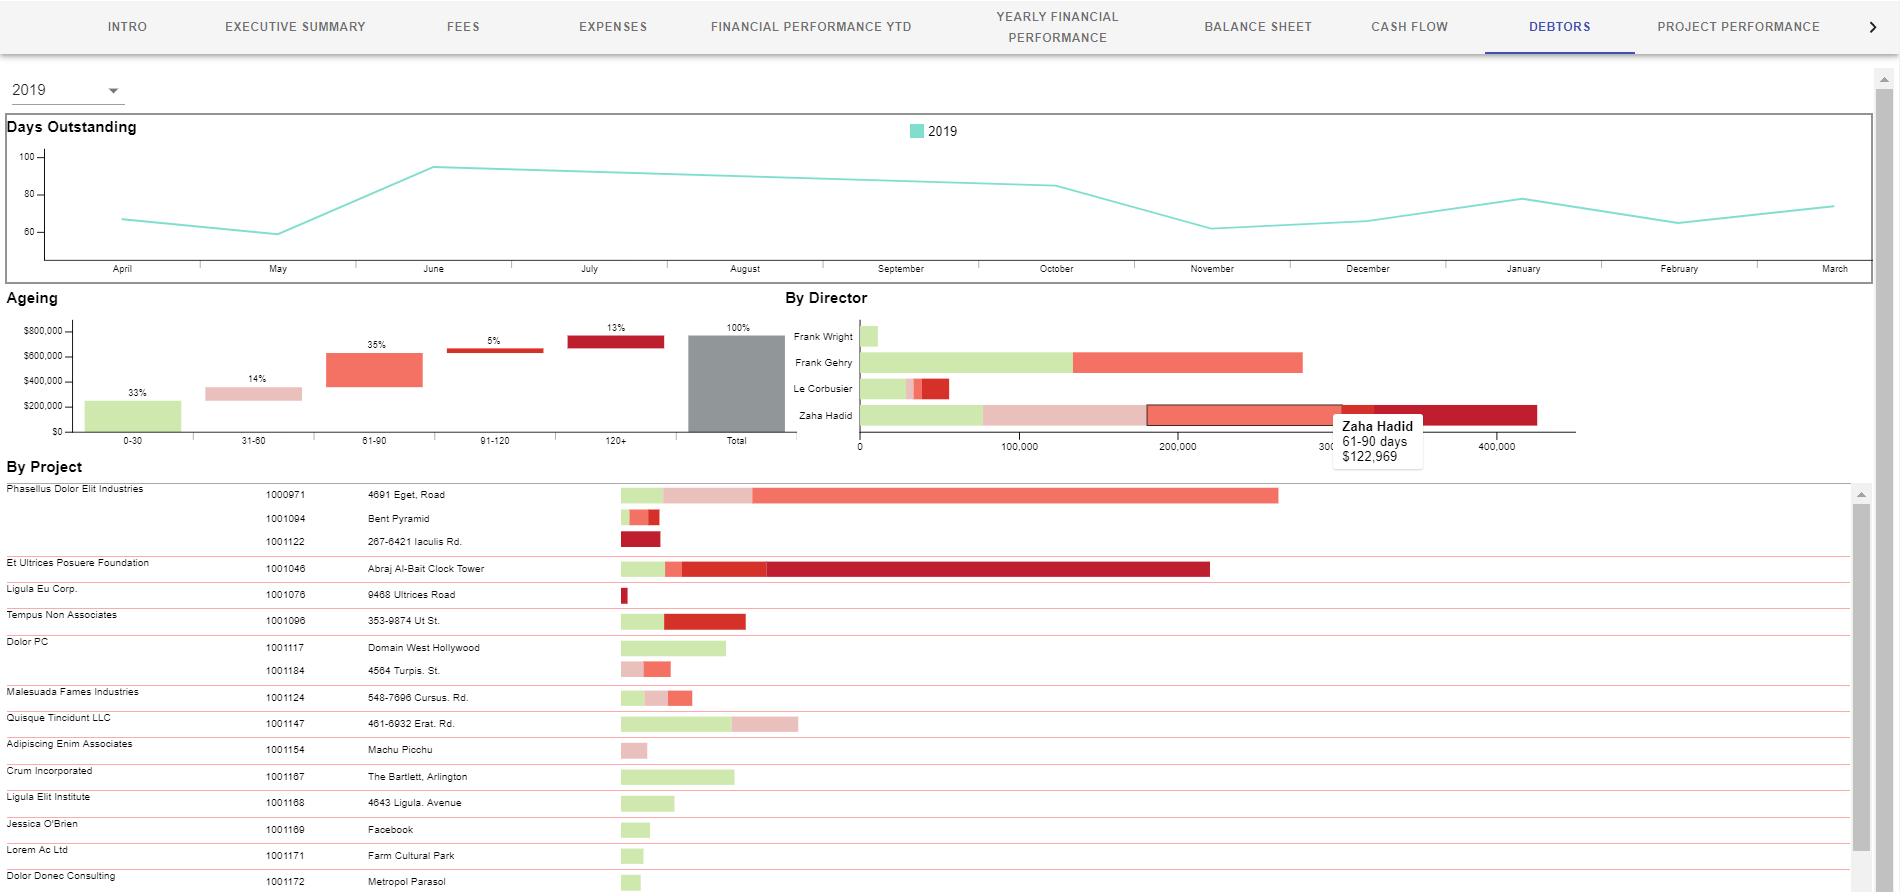 INTRO
EXECUTIVE SUMMARY
FEES
EXPENSES
FINANCIAL PERFORMANCE YTD
YEARLY FINANCIAL
PERFORMANCE
BALANCE SHEET
CASH FLOW
DEBTORS
PROJECT PERFORMANCE
2019
Days Outstanding
2019
100
80
60
April May June July August September October November December January February March
Ageing
$800,000
$600,000
$400,000
$200,000
$0
33%
14%
35%
5%
13%
100%
0-30 31-60 61-90 91-120 120+ Total
By Director
Frank Wright
Frank Gehry
Le Corbusier
Zaha Hadid
0 100,000 200,000 400,000
Zaha Hadid
61-90 days
$122,969
By Project
Phasellus Dolor Elit Industries 1000971 4691 Eget, Road
1001094 Bent Pyramid
1001122 267-6421 Iaculis Rd.
Et Ultrices Posuere Foundation 1001046 Abraj Al-Bait Clock Tower
Ligula Eu Corp. 1001076 9468 Ultrices Road
Tempus Non Associates 1001096 353-9874 Ut St.
Dolor PC 1001117 Domain West Hollywood
1001184 4564 Turpis. St.
Malesuada Fames Industries 1001124 548-7696 Cursus. Rd.
Quisque Tincidunt LLC 1001147 461-6932 Erat. Rd.
Adipiscing Enim Associates 1001154 Machu Picchu
Crum Incorporated 1001167 The Bartlett, Arlington
Ligula Elit Institute 1001168 4643 Ligula. Avenue
Jessica O'Brien 1001169 Facebook
Lorem Ac Ltd 1001171 Farm Cultural Park
Dolor Donec Consulting 1001172 Metropol Parasol